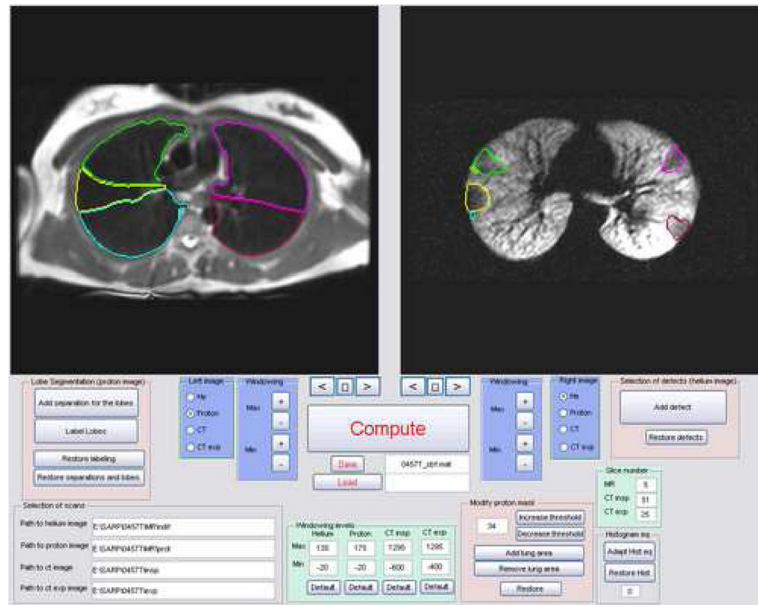 Lobe Segmentation (proton image)
Add separation for the lobes
Label Lobes
Restore labeling
Restore separations and lobes
Left image
He
Proton
CT
CT exp
Windowing
Max
+
-
Min
+
-
< □ >
< □ >
Compute
Save
0457T_cbrt.mat
Load
Windowing
Max
+
-
Min
+
-
Right image
He
Proton
CT
CT exp
Selection of defects (helium image)
Add defect
Restore defects
Slice number
MR 5
CT insp 51
CT exp 25
Selection of scans
Path to helium image
Path to proton image
Path to ct image
Path to ct exp image
Windowing levels
Helium Proton CT insp CT exp
Max 138 175 1295 1295
Min -20 -20 -600 -400
Default Default Default Default
Modify proton mask
34
Increase threshold
Decrease threshold
Add lung area
Remove lung area
Restore
Histogram eq
Adapt Hist eq
Restore Hist
0